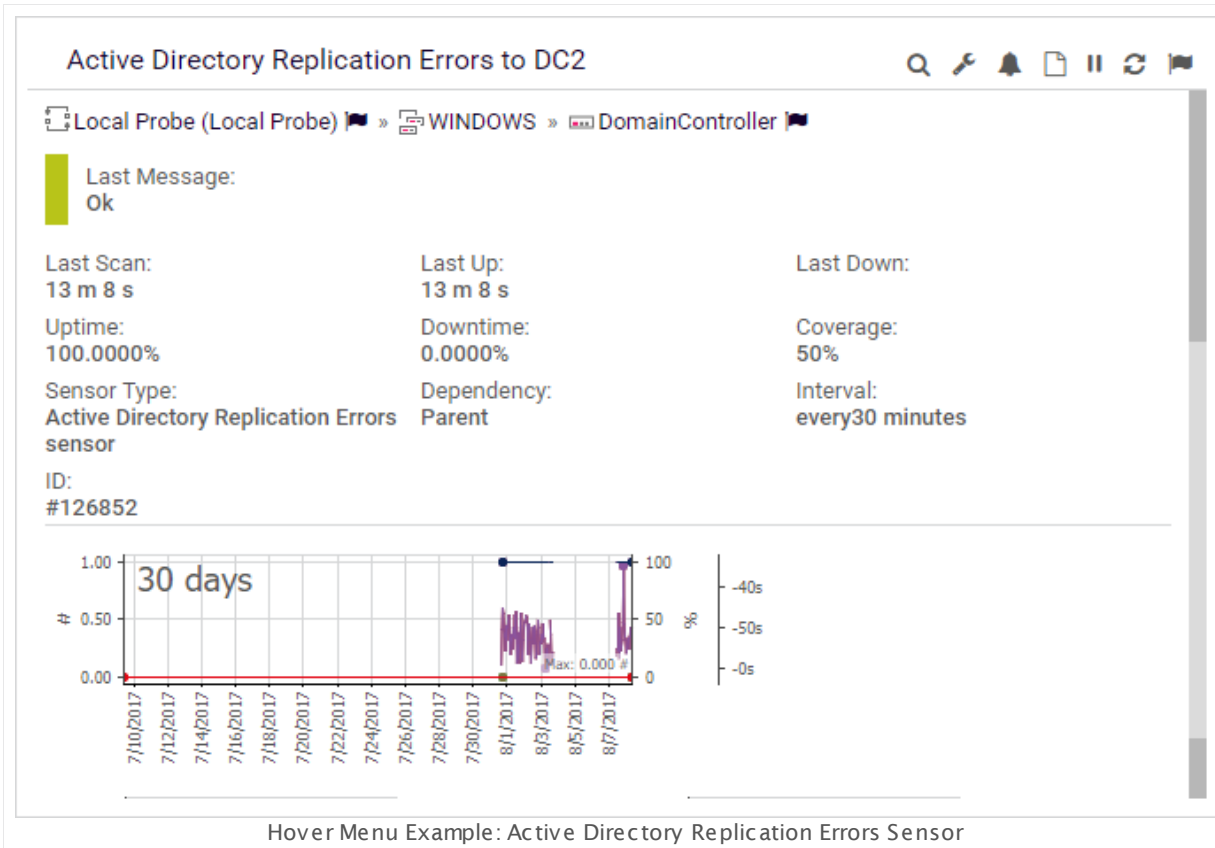 Active Directory Replication Errors to DC2
Local Probe (Local Probe) » WINDOWS » DomainController
Last Message:
Ok
Last Scan: Last Up: Last Down:
13 m 8 s 13 m 8 s
Uptime: Downtime: Coverage:
100.0000% 0.0000% 50%
Sensor Type: Dependency: Interval:
Active Directory Replication Errors Parent every30 minutes
sensor
ID:
#126852
30 days
1.00 100 -40s
# 0.50 50 % -50s
Max: 0.000 #
0.00 0 -0s
7/10/2017 7/12/2017 7/14/2017 7/16/2017 7/18/2017 7/20/2017 7/22/2017 7/24/2017 7/26/2017 7/28/2017 7/30/2017 8/1/2017 8/3/2017 8/5/2017 8/7/2017
Hover Menu Example: Active Directory Replication Errors Sensor